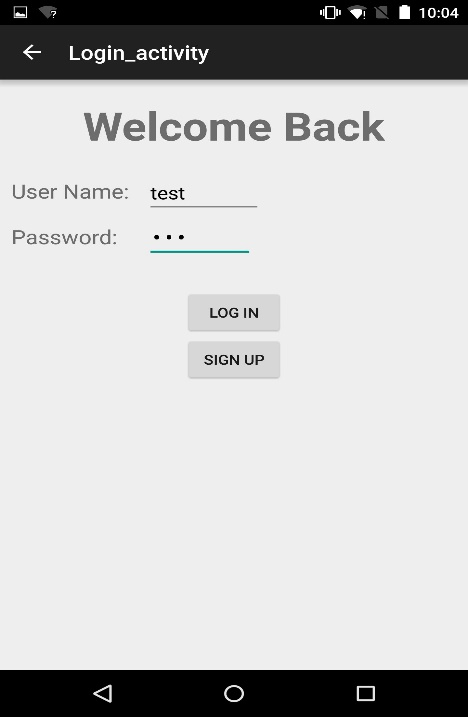 10:04
Login_activity
Welcome Back
User Name: test
Password: •••
LOG IN
SIGN UP